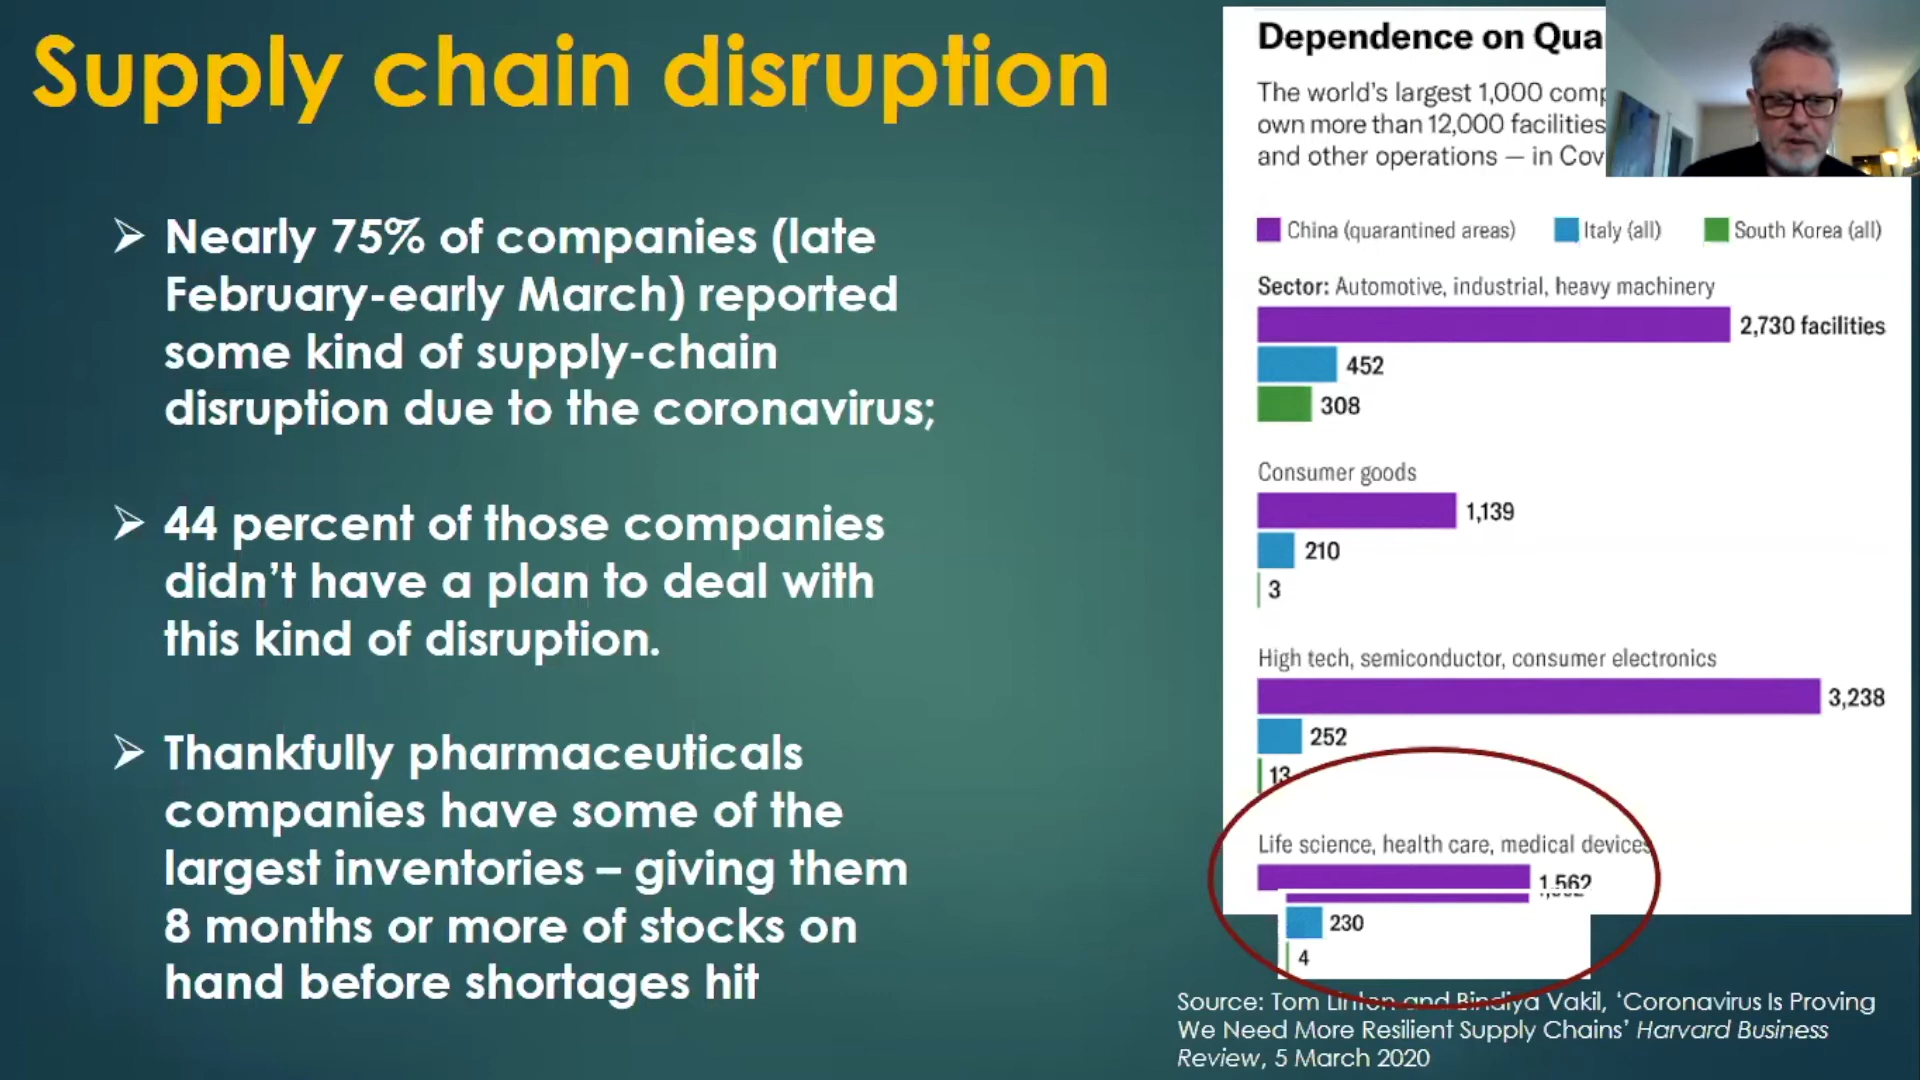 Supply chain disruption
➢ Nearly 75% of companies (late
February-early March) reported
some kind of supply-chain
disruption due to the coronavirus;
➢ 44 percent of those companies
didn't have a plan to deal with
this kind of disruption.
➢ Thankfully pharmaceuticals
companies have some of the
largest inventories – giving them
8 months or more of stocks on
hand before shortages hit
Dependence on Qua
The world's largest 1,000 comp
own more than 12,000 facilities
and other operations — in Cov
China (quarantined areas) Italy (all) South Korea (all)
Sector: Automotive, industrial, heavy machinery
2,730 facilities
452
308
Consumer goods
1,139
210
3
High tech, semiconductor, consumer electronics
3,238
252
13
Life science, health care, medical devices
1,562
230
4
Source: Tom Linton and Bindiya Vakil, ‘Coronavirus Is Proving
We Need More Resilient Supply Chains’ Harvard Business
Review, 5 March 2020